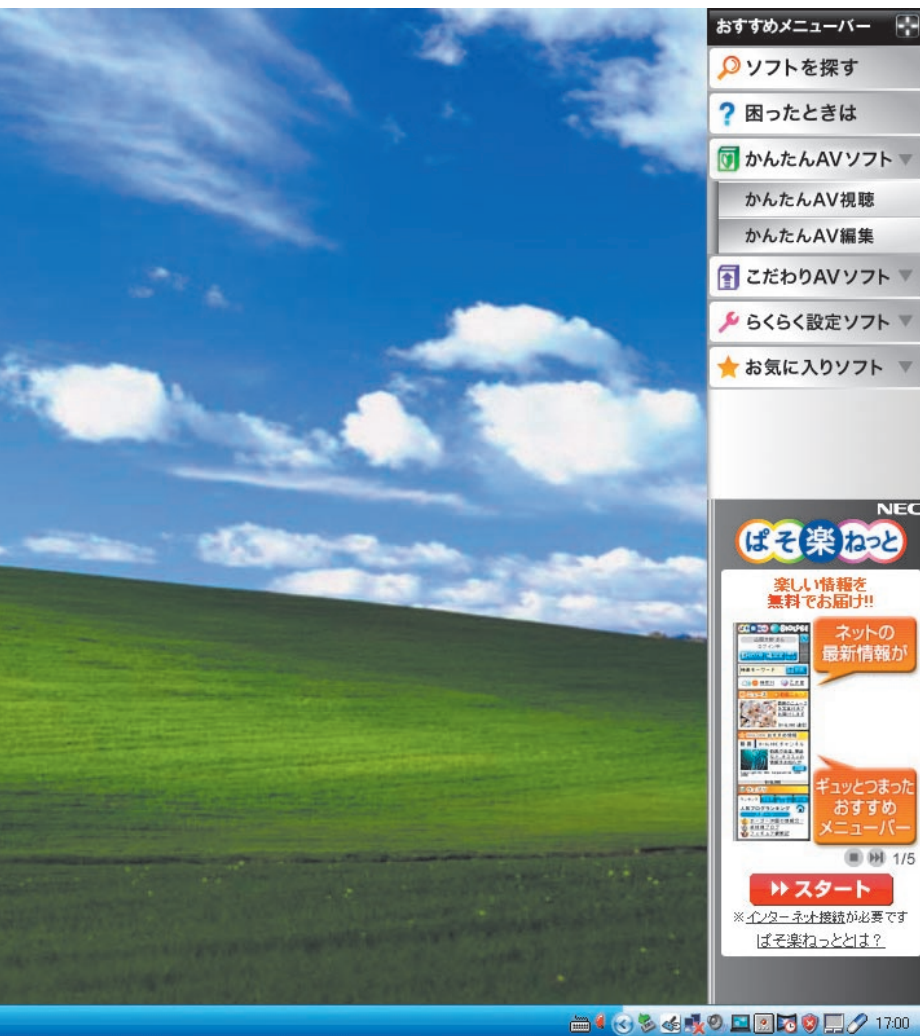 おすすめメニューバー
ソフトを探す
? 困ったときは
かんたんAVソフト
かんたんAV視聴
かんたんAV編集
こだわりAVソフト
らくらく設定ソフト
お気に入りソフト
NEC
ぱそ楽ねっと
楽しい情報を
無料でお届け!!
ネットの
最新情報が
ギュッとつまった
おすすめ
メニューバー
1/5
スタート
※インターネット接続が必要です
ぱそ楽ねっととは?
17:00